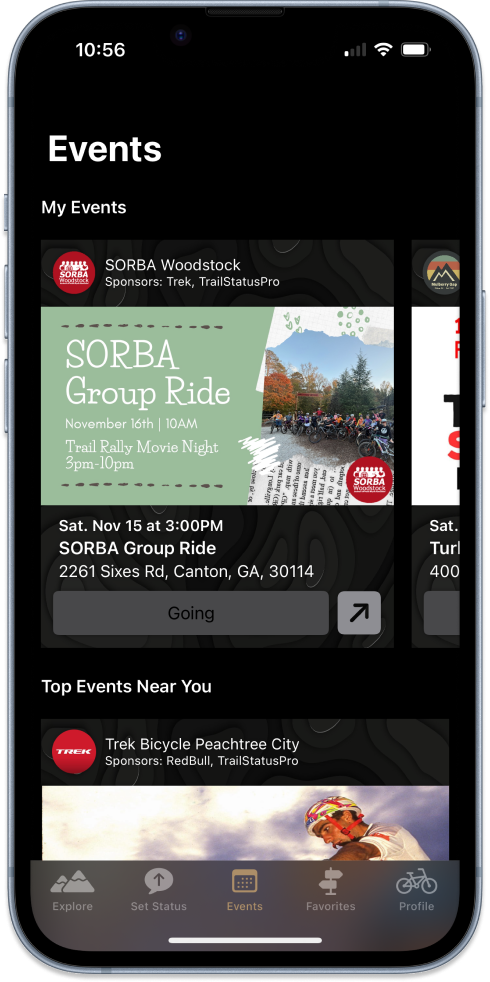 10:56
Events
My Events
SORBA Woodstock
Sponsors: Trek, TrailStatusPro
SORBA
Woodstock
Mulberry Gap
SORBA
Group Ride
November 16th | 10AM
Trail Rally Movie Night
3pm-10pm
SORBA
Woodstock
Sat. Nov 15 at 3:00PM
SORBA Group Ride
2261 Sixes Rd, Canton, GA, 30114
Going
Sat.
400
Top Events Near You
TREK
Trek Bicycle Peachtree City
Sponsors: RedBull, TrailStatusPro
Explore
Set Status
Events
Favorites
Profile